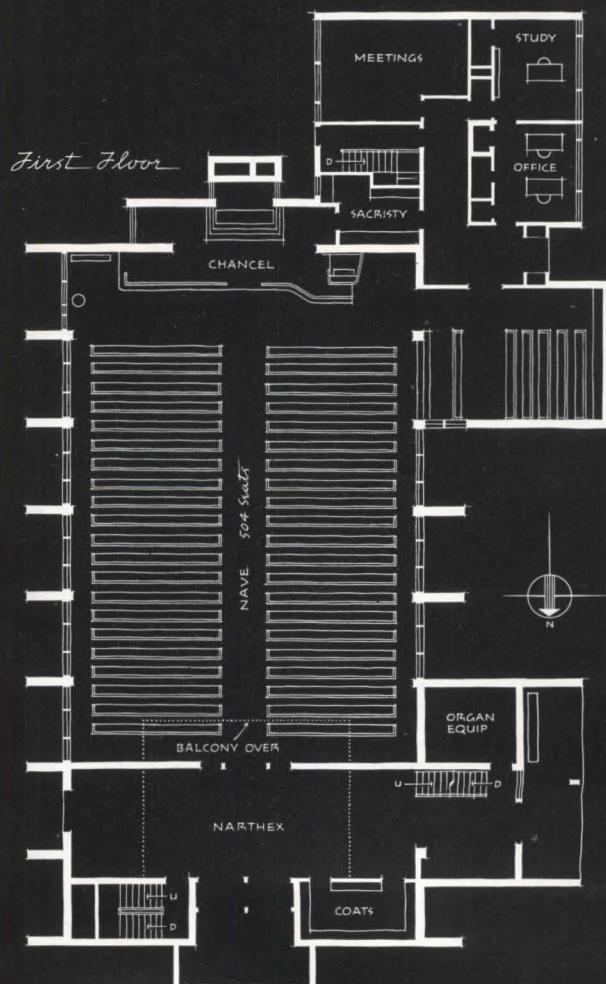 First Floor
MEETINGS
STUDY
D
OFFICE
SACRISTY
CHANCEL
NAVE 504 Seats
N
BALCONY OVER
ORGAN
EQUIP
U D
NARTHEX
U
D
COATS